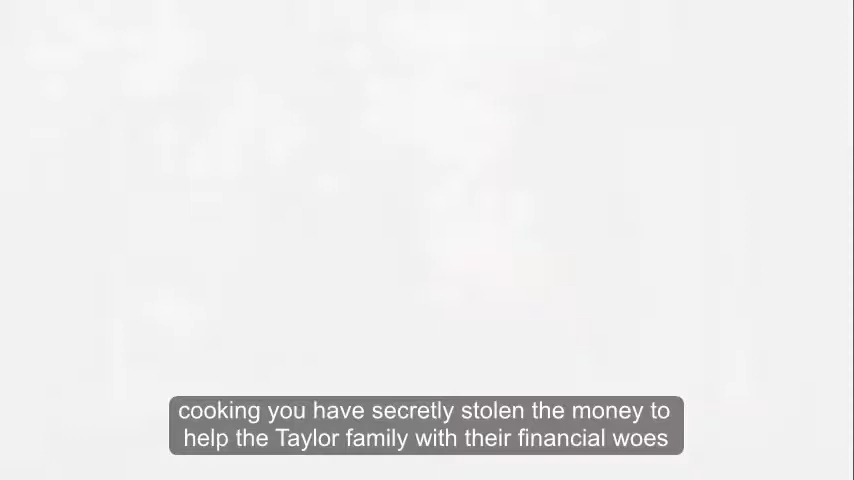 cooking you have secretly stolen the money to
help the Taylor family with their financial woes